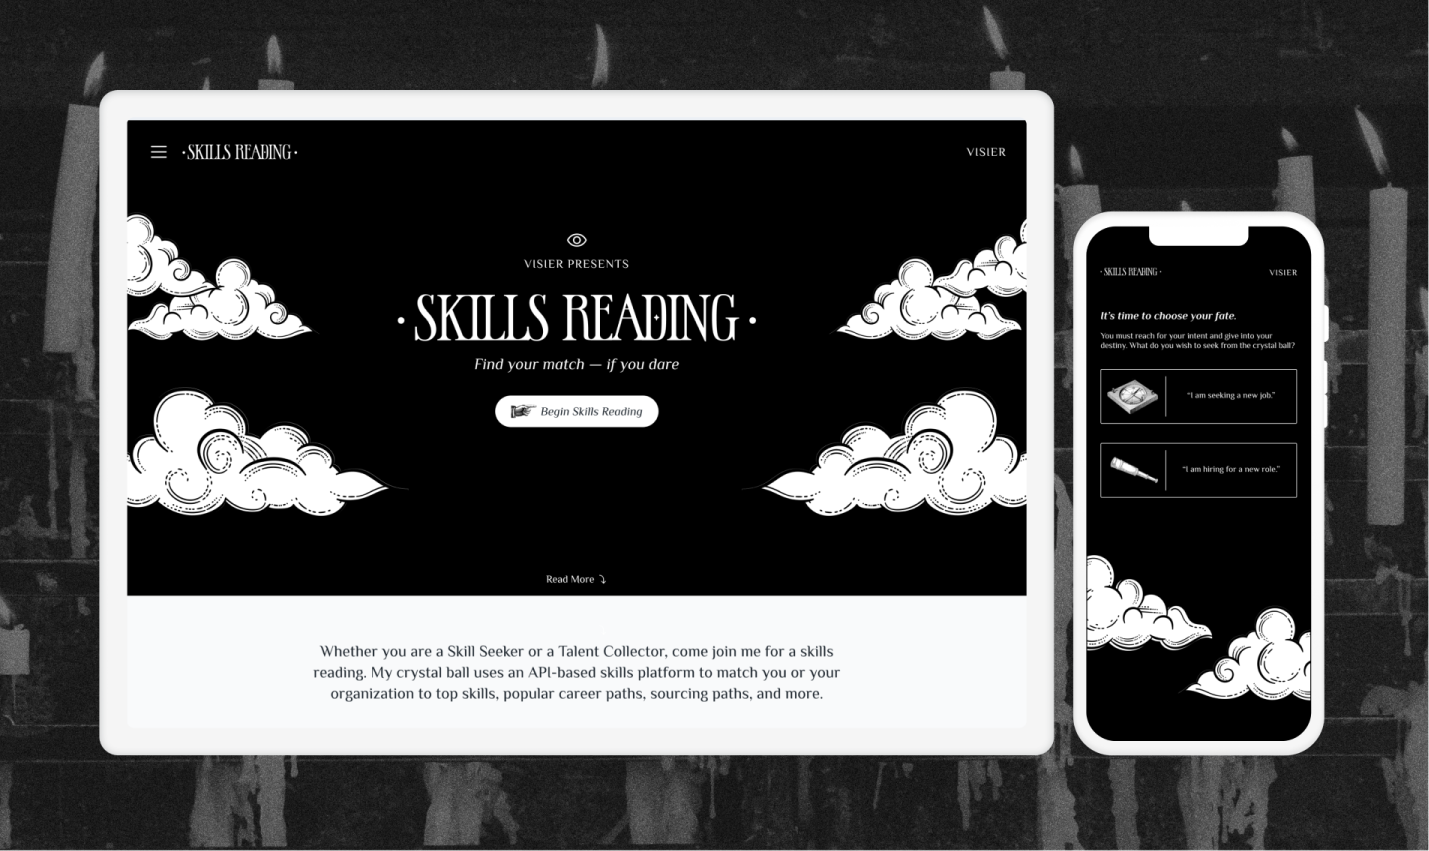 ·SKILLS READING·
VISIER
VISIER PRESENTS
·SKILLS READING·
Find your match — if you dare
Begin Skills Reading
Read More
Whether you are a Skill Seeker or a Talent Collector, come join me for a skills
reading. My crystal ball uses an API-based skills platform to match you or your
organization to top skills, popular career paths, sourcing paths, and more.
·SKILLS READING·
VISIER
It's time to choose your fate.
You must reach for your intent and give into your
destiny. What do you wish to seek from the crystal ball?
“I am seeking a new job.”
“I am hiring for a new role.”